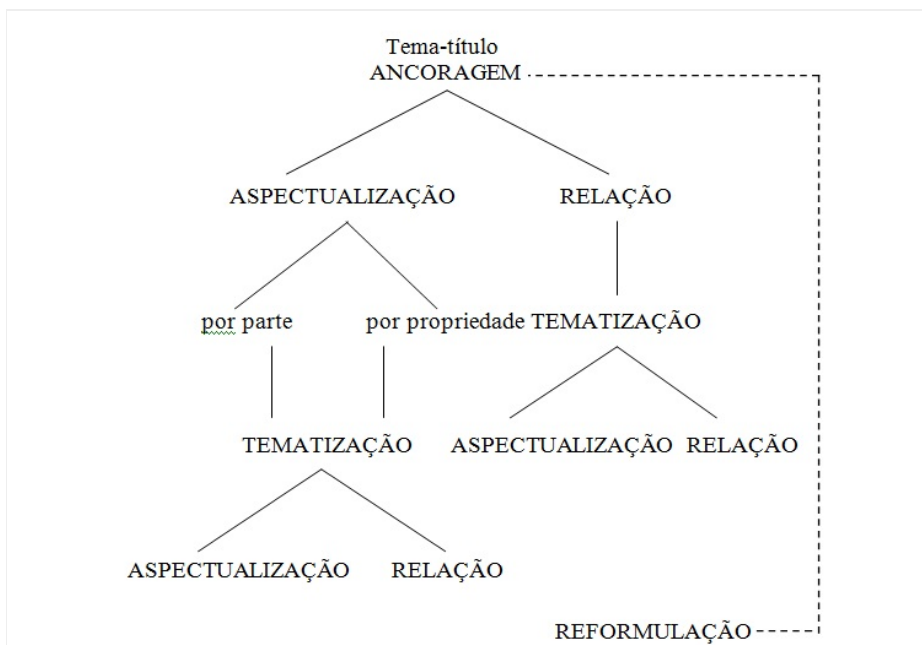 Tema-título
ANCORAGEM
ASPECTUALIZAÇÃO RELAÇÃO
por parte por propriedade TEMATIZAÇÃO
TEMATIZAÇÃO ASPECTUALIZAÇÃO RELAÇÃO
ASPECTUALIZAÇÃO RELAÇÃO
REFORMULAÇÃO